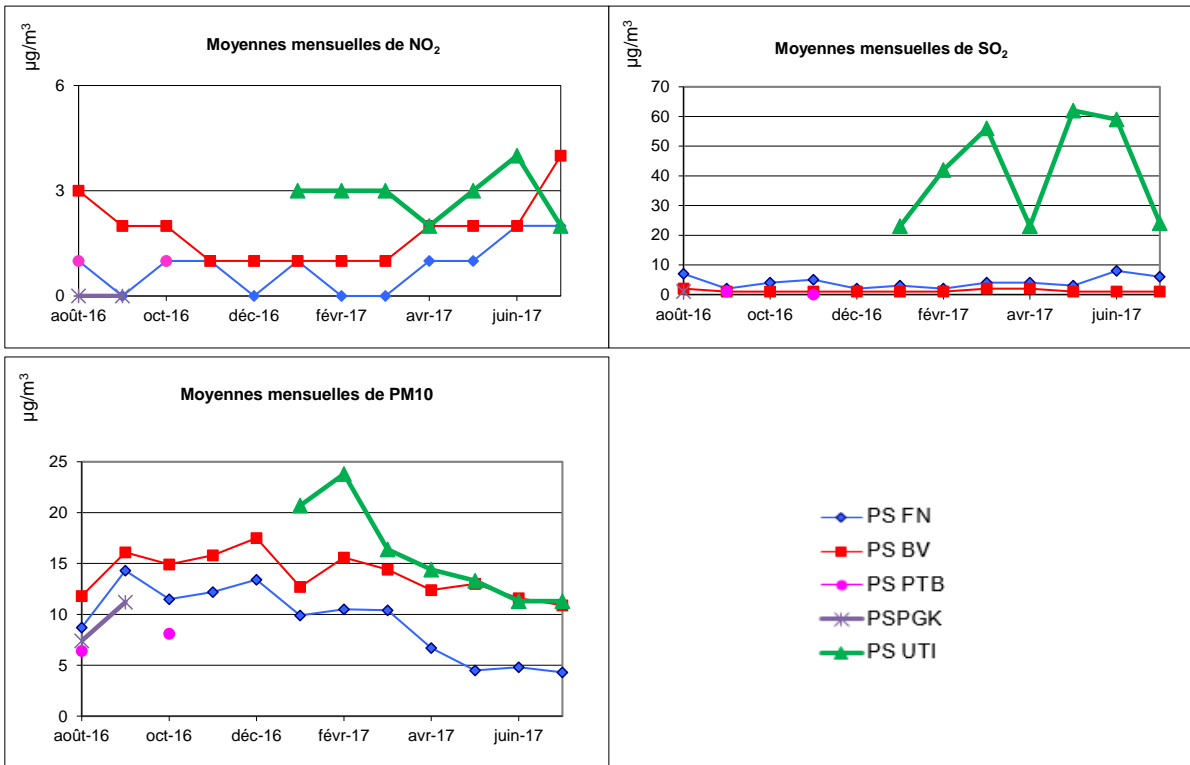 Moyennes mensuelles de NO₂
µg/m³
6
3
0
août-16 oct-16 déc-16 févr-17 avr-17 juin-17
Moyennes mensuelles de SO₂
µg/m³
70
60
50
40
30
20
10
0
août-16 oct-16 déc-16 févr-17 avr-17 juin-17
Moyennes mensuelles de PM10
µg/m³
25
20
15
10
5
0
août-16 oct-16 déc-16 févr-17 avr-17 juin-17
PS FN
PS BV
PS PTB
PSPGK
PS UTI